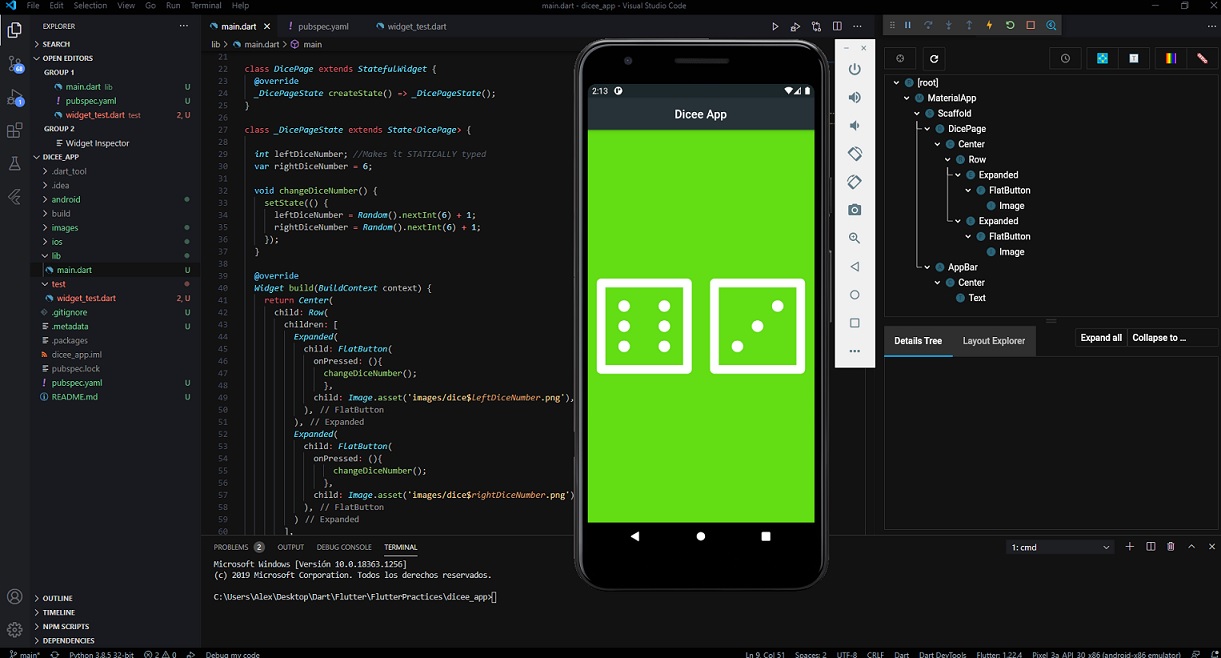 File Edit Selection View Go Run Terminal Help
main.dart - dicee_app - Visual Studio Code
EXPLORER
SEARCH
OPEN EDITORS
GROUP 1
main.dart lib U
pubspec.yaml U
widget_test.dart test 2, U
GROUP 2
Widget Inspector
DICEE_APP
.dart_tool
.idea
android
build
images
ios
lib
main.dart U
test
widget_test.dart 2, U
.gitignore U
.metadata U
.packages
dicee_app.iml
pubspec.lock
pubspec.yaml U
README.md U
OUTLINE
TIMELINE
NPM SCRIPTS
DEPENDENCIES
main.dart
pubspec.yaml
widget_test.dart
lib > main.dart > main
21
22 class DicePage extends StatefulWidget {
23 @override
24 _DicePageState createState() => _DicePageState();
25 }
26
27 class _DicePageState extends State<DicePage> {
28
29 int leftDiceNumber; //Makes it STATICALLY typed
30 var rightDiceNumber = 6;
31
32 void changeDiceNumber() {
33 setState(() {
34 leftDiceNumber = Random().nextInt(6) + 1;
35 rightDiceNumber = Random().nextInt(6) + 1;
36 });
37 }
38
39 @override
40 Widget build(BuildContext context) {
41 return Center(
42 child: Row(
43 children: [
44 Expanded(
45 child: FlatButton(
46 onPressed: (){
47 changeDiceNumber();
48 },
49 child: Image.asset('images/dice$leftDiceNumber.png'),
50 ), // FlatButton
51 ), // Expanded
52 Expanded(
53 child: FlatButton(
54 onPressed: (){
55 changeDiceNumber();
56 },
57 child: Image.asset('images/dice$rightDiceNumber.png')
58 ), // FlatButton
59 ) // Expanded
60 ],
2:13
Dicee App
[root]
MaterialApp
Scaffold
DicePage
Center
Row
Expanded
FlatButton
Image
Expanded
FlatButton
Image
AppBar
Center
Text
Details Tree
Layout Explorer
Expand all
Collapse to ...
PROBLEMS 2 OUTPUT DEBUG CONSOLE TERMINAL
1: cmd
Microsoft Windows [Versión 10.0.18363.1256]
(c) 2019 Microsoft Corporation. Todos los derechos reservados.
C:\Users\Alex\Desktop\Dart\Flutter\FlutterPractices\dicee_app>
main* Python 3.8.5 32-bit 2 0 Debug my code
Ln 9, Col 51 Spaces: 2 UTF-8 CRLF Dart Dart DevTools Flutter: 1.22.4 Pixel 3a API 30 x86 (android-x86 emulator)